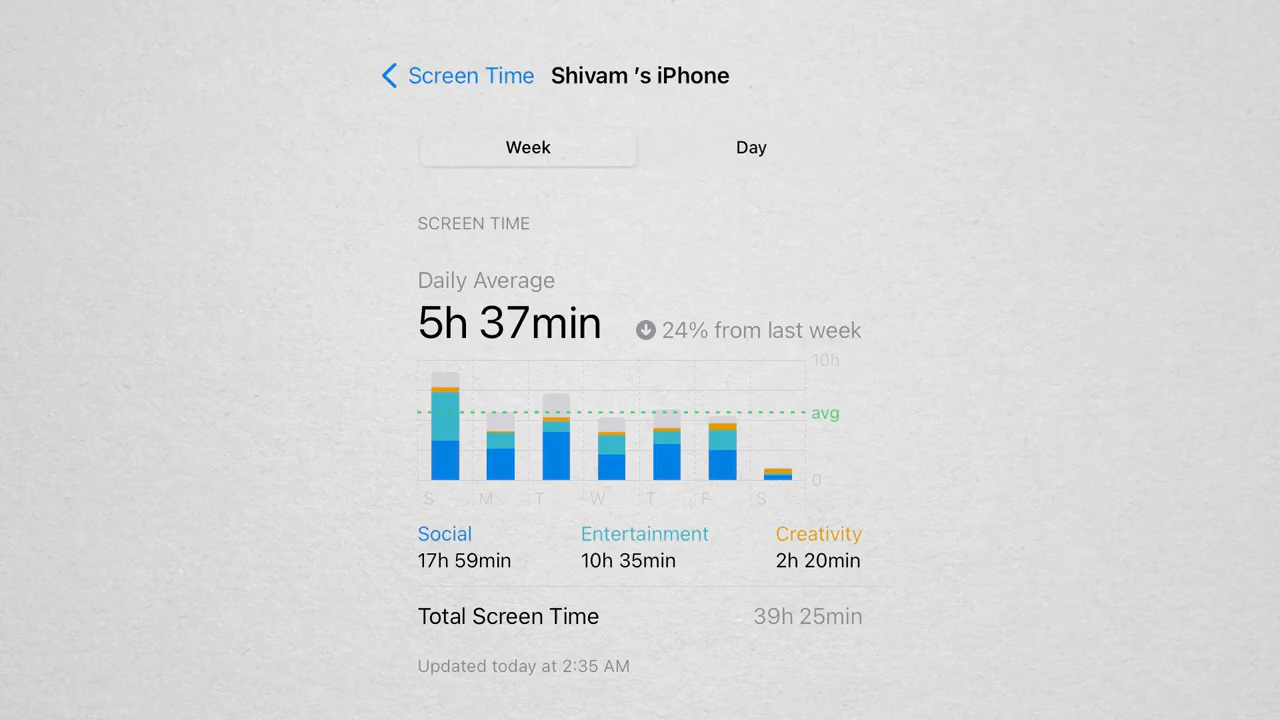 Screen Time Shivam 's iPhone
Week Day
SCREEN TIME
Daily Average
5h 37min 24% from last week
10h
avg
0
S M T W T F S
Social Entertainment Creativity
17h 59min 10h 35min 2h 20min
Total Screen Time 39h 25min
Updated today at 2:35 AM